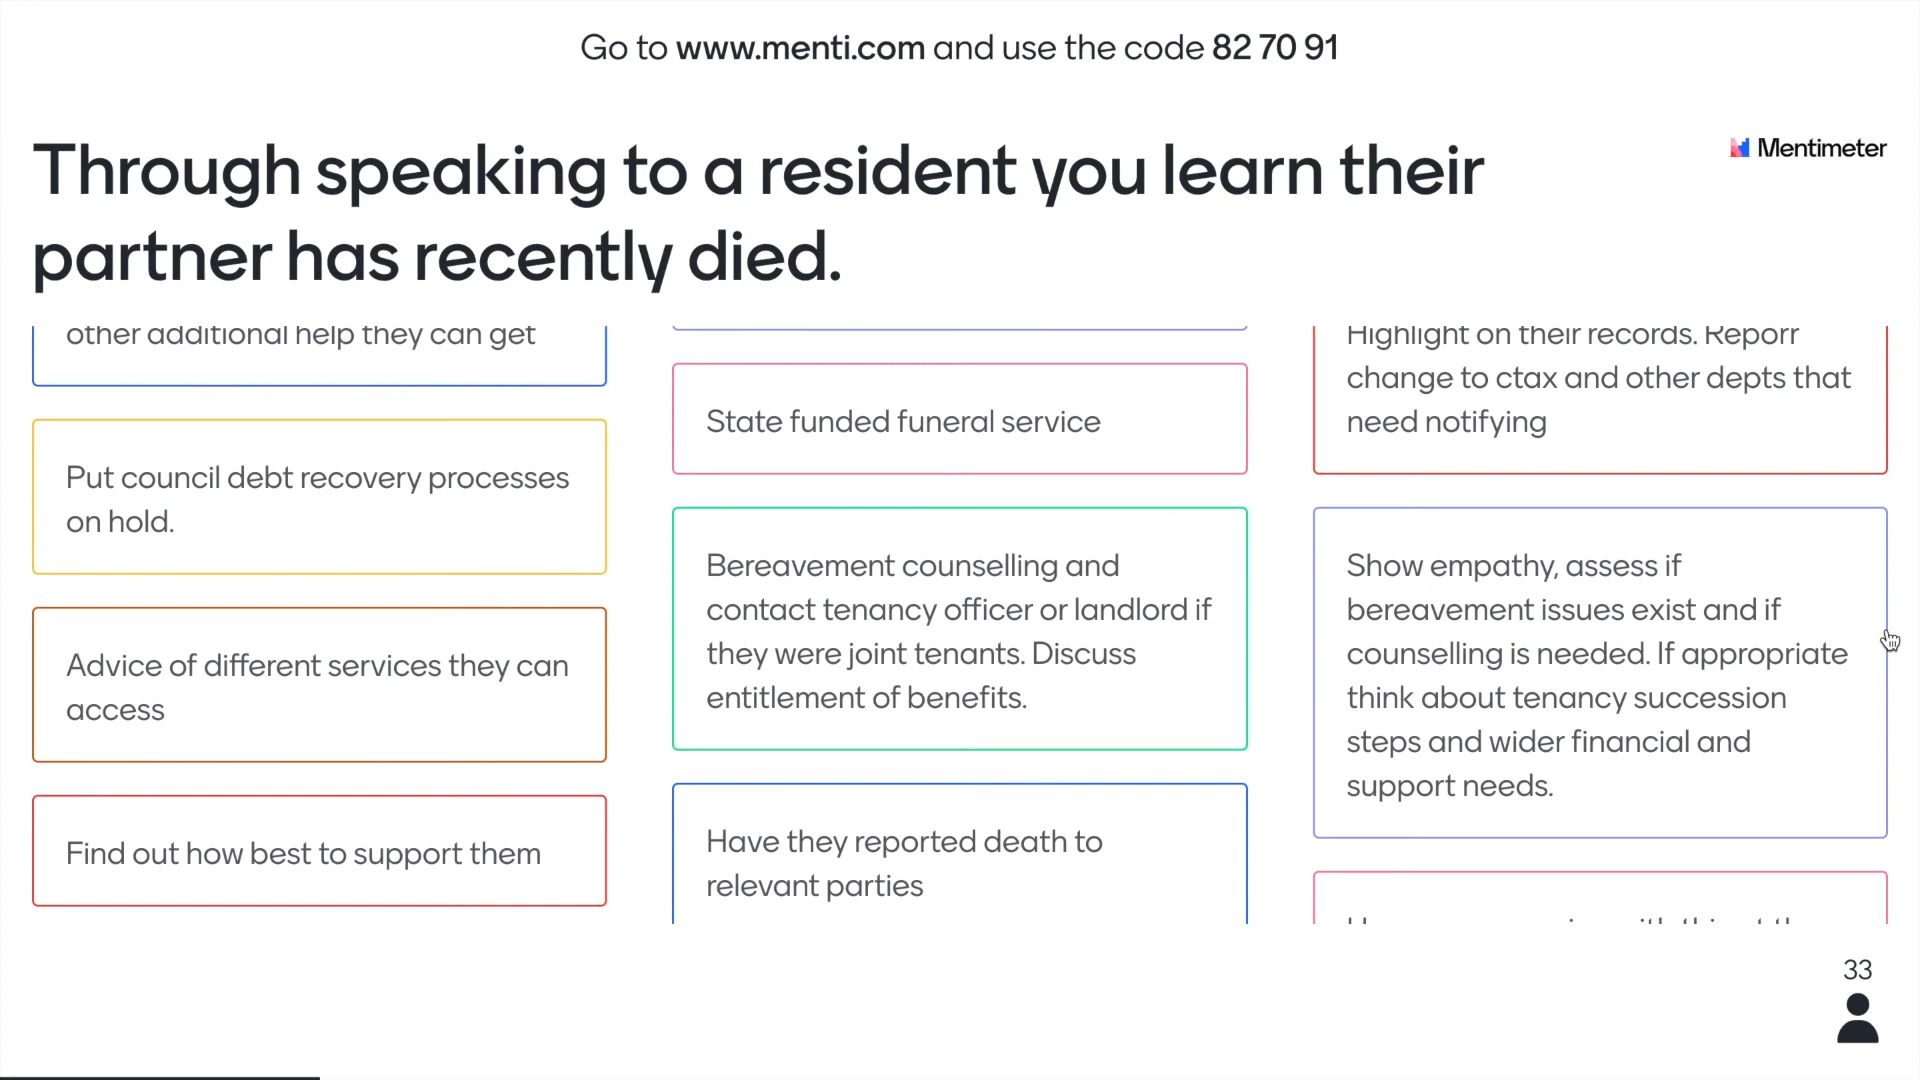 Go to www.menti.com and use the code 82 70 91
Mentimeter
Through speaking to a resident you learn their
partner has recently died.
other additional help they can get
Put council debt recovery processes
on hold.
Advice of different services they can
access
Find out how best to support them
State funded funeral service
Bereavement counselling and
contact tenancy officer or landlord if
they were joint tenants. Discuss
entitlement of benefits.
Have they reported death to
relevant parties
Highlight on their records. Reporr
change to ctax and other depts that
need notifying
Show empathy, assess if
bereavement issues exist and if
counselling is needed. If appropriate
think about tenancy succession
steps and wider financial and
support needs.
33